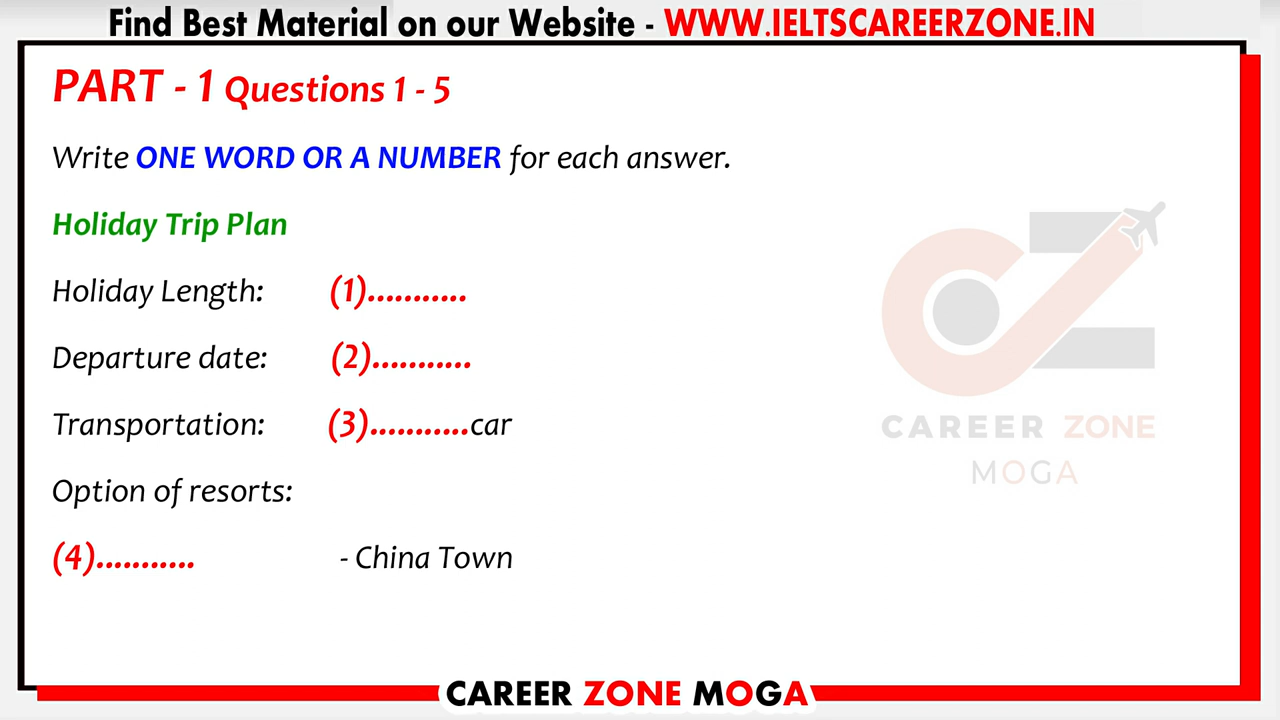 Find Best Material on our Website - WWW.IELTSCAREERZONE.IN
PART - 1 Questions 1 - 5
Write ONE WORD OR A NUMBER for each answer.
Holiday Trip Plan
Holiday Length: (1)...........
Departure date: (2)...........
Transportation: (3)...........car
Option of resorts:
(4)........... - China Town
CAREER ZONE
MOGA
CAREER ZONE MOGA